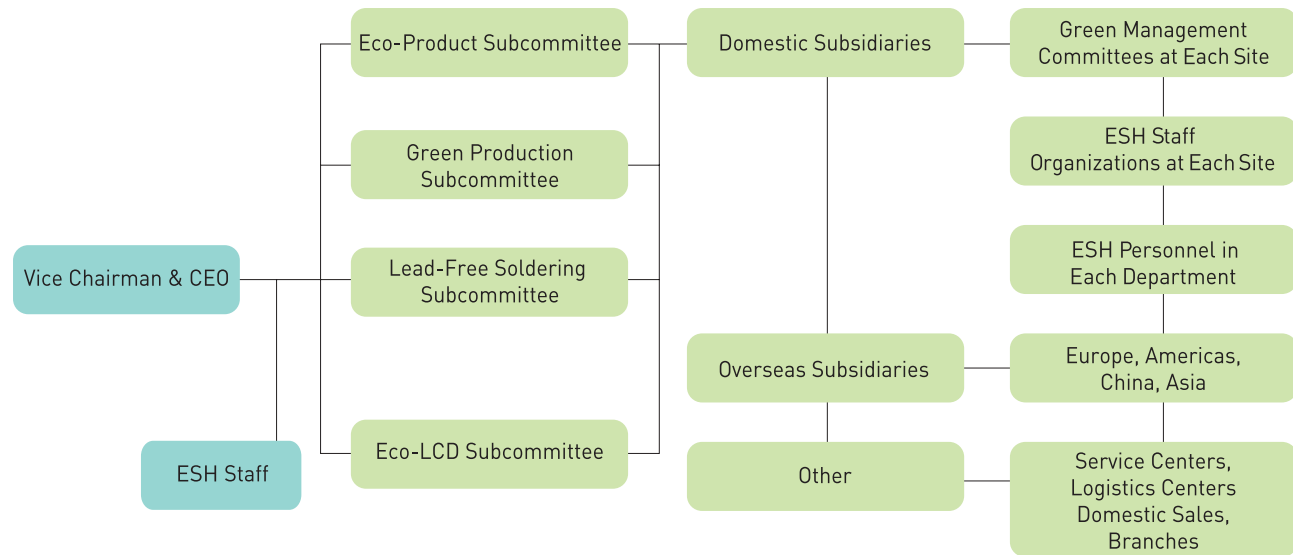 Eco-Product Subcommittee
Domestic Subsidiaries
Green Management
Committees at Each Site
Green Production
Subcommittee
ESH Staff
Organizations at Each Site
Vice Chairman & CEO
Lead-Free Soldering
Subcommittee
ESH Personnel in
Each Department
Overseas Subsidiaries
Europe, Americas,
China, Asia
ESH Staff
Eco-LCD Subcommittee
Other
Service Centers,
Logistics Centers
Domestic Sales,
Branches